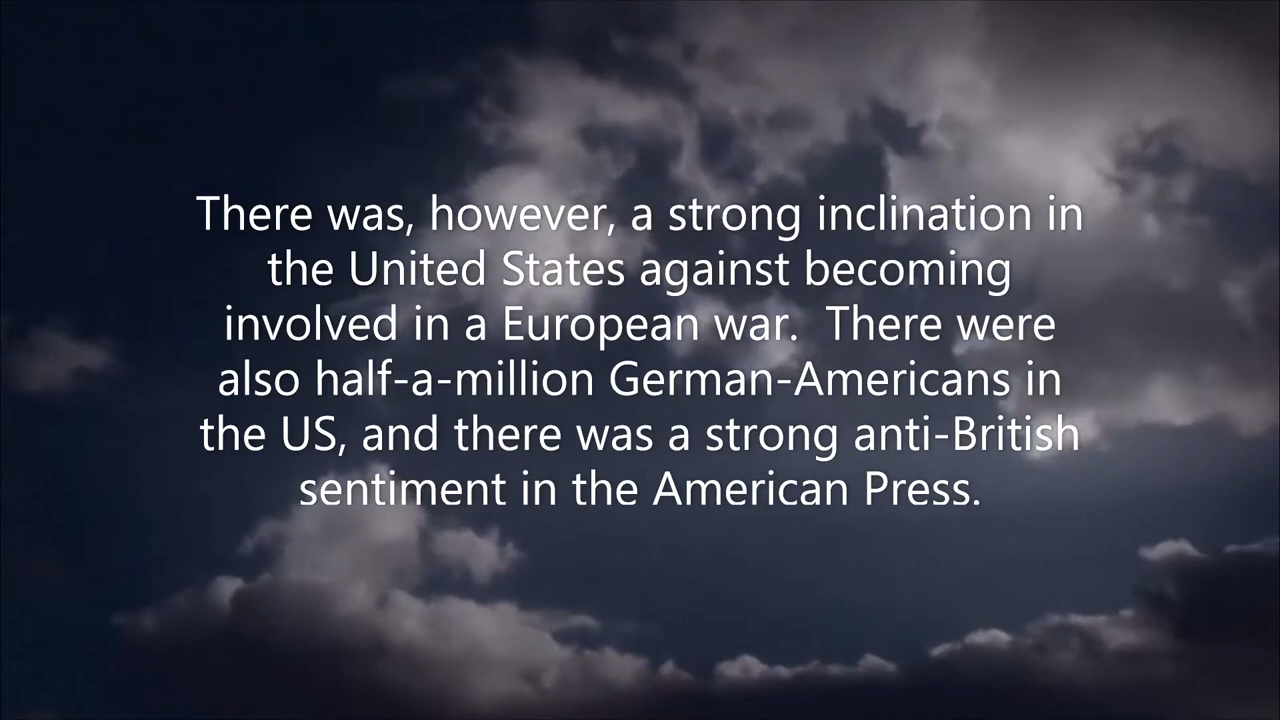 There was, however, a strong inclination in
the United States against becoming
involved in a European war.  There were
also half-a-million German-Americans in
the US, and there was a strong anti-British
sentiment in the American Press.